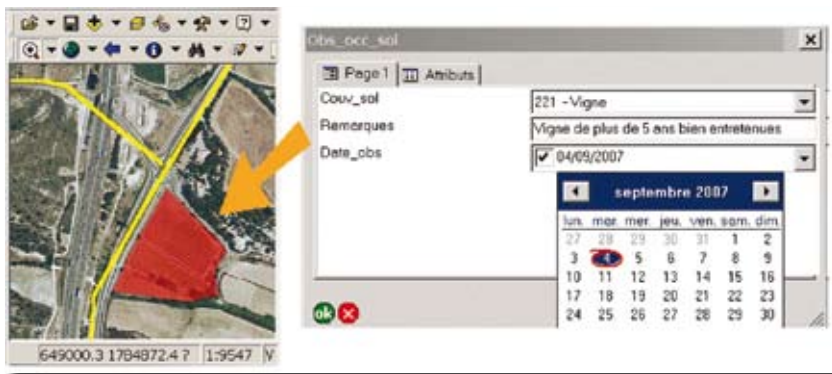 649000.3 1784872.4 ? 1:9547 V
Obs_occ_sol
Page 1 Attributs
Couv_sol 221 -Vigne
Remarques Vigne de plus de 5 ans bien entretenues
Date_obs 04/09/2007
septembre 2007
lun. mar. mer. jeu. ven. sam. dim.
27 28 29 30 31 1 2
3 4 5 6 7 8 9
10 11 12 13 14 15 16
17 18 19 20 21 22 23
24 25 26 27 28 29 30
ok